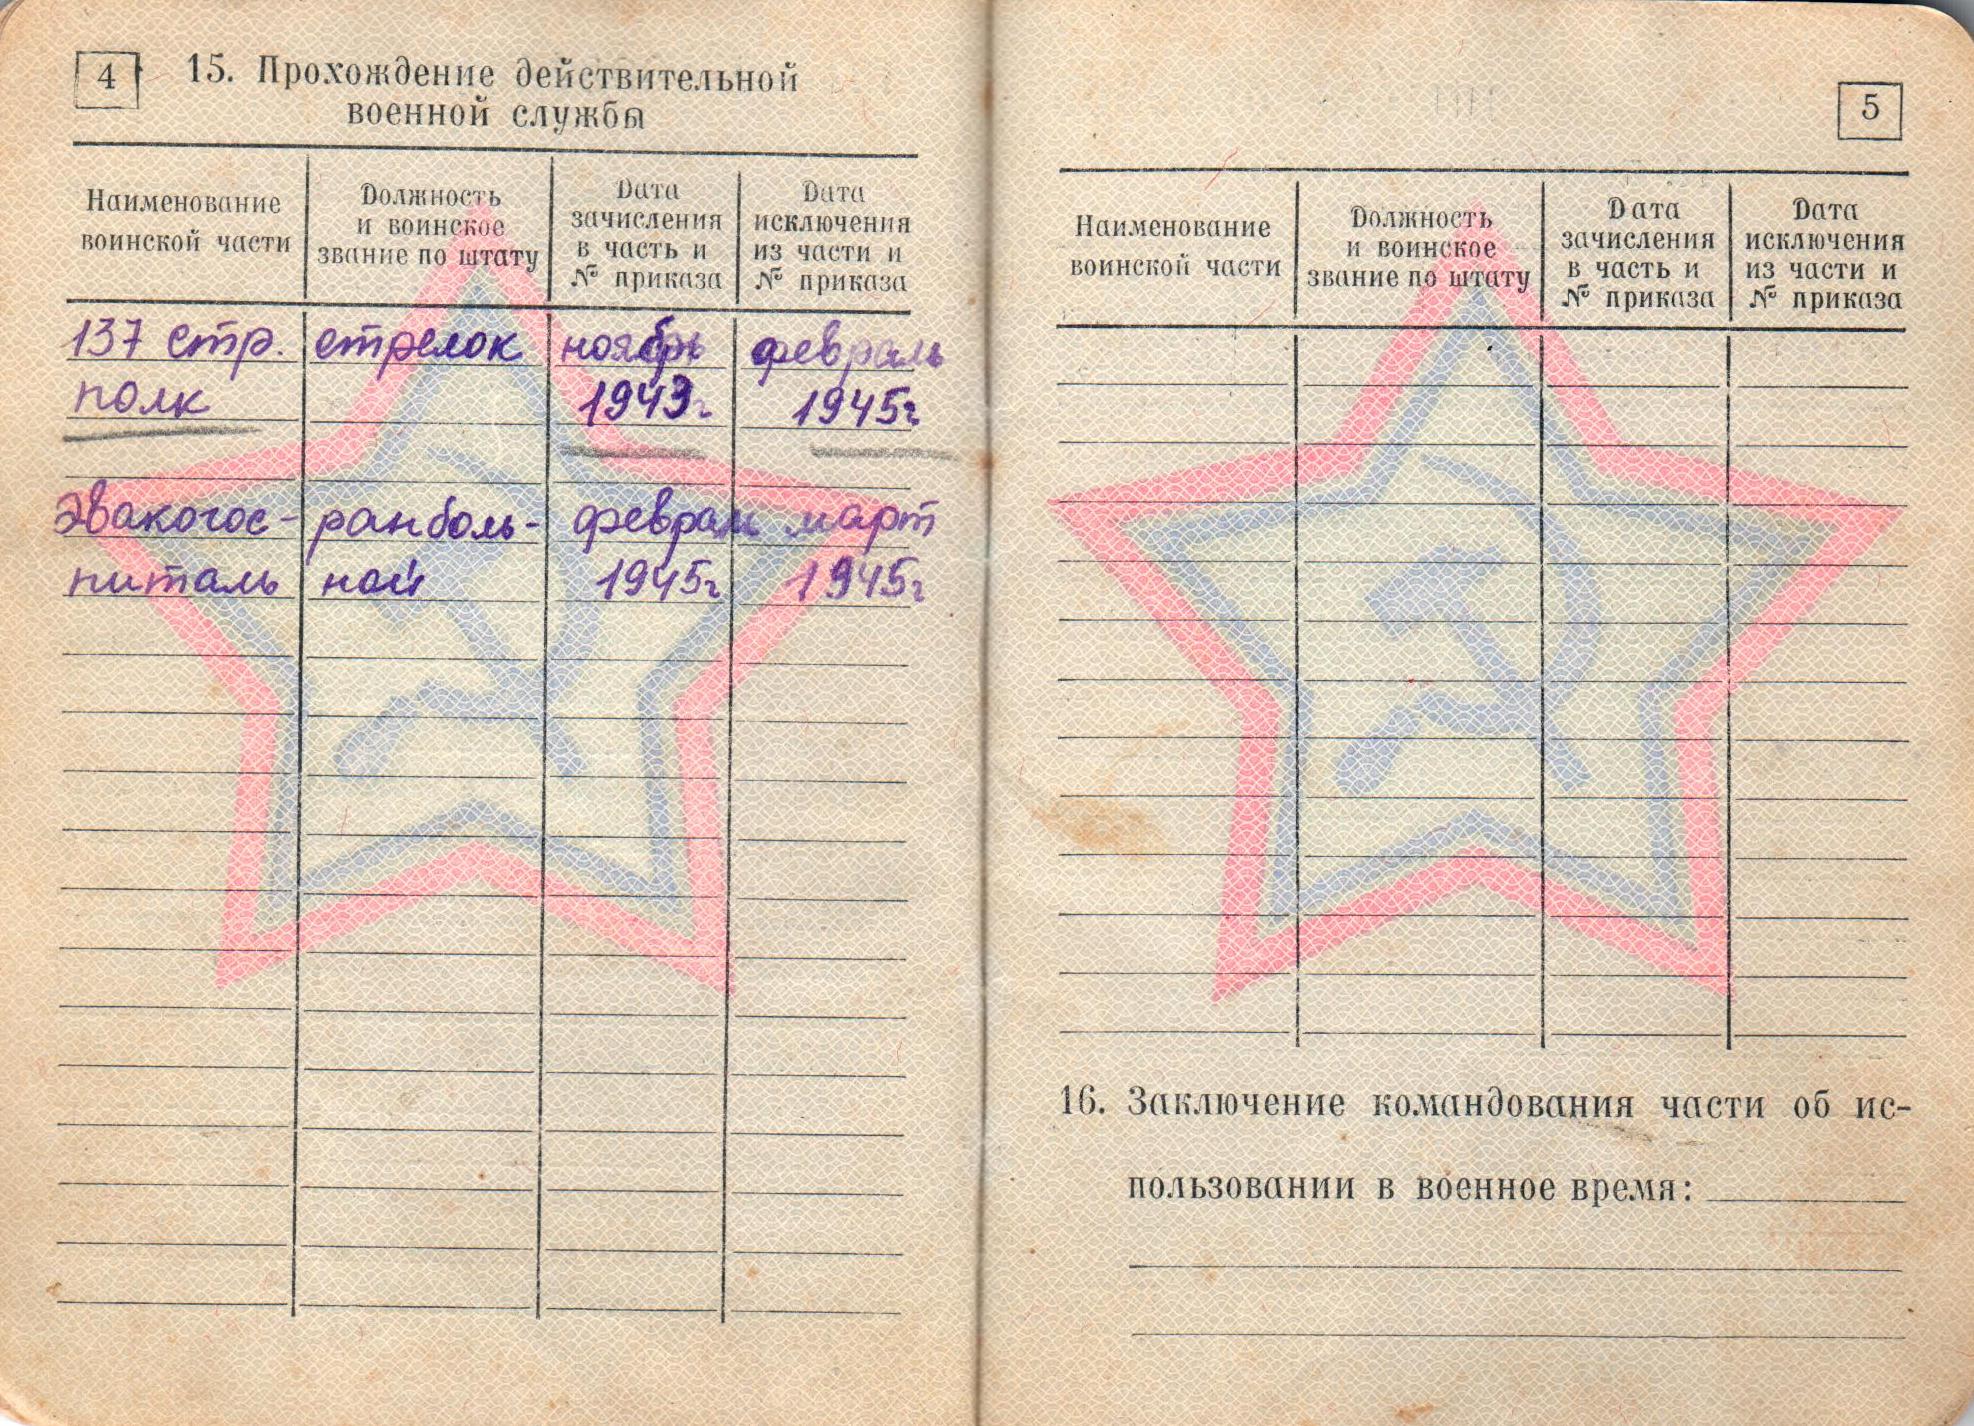 4
15. Прохождение действительной
военной службы
Наименование
воинской части
Должность
и воинское
звание по штату
Дата
зачисления
в часть и
№ приказа
Дата
исключения
из части и
№ приказа
137 стр. стрелок ноябрь февраль
полк 1943г. 1945г
Эвакогос- ранболь- феврал март
питаль ной 1945г 1945г
5
Наименование
воинской части
Должность
и воинское
звание по штату
Дата
зачисления
в часть и
№ приказа
Дата
исключения
из части и
№ приказа
16. Заключение командования части об ис-
пользовании в военное время: